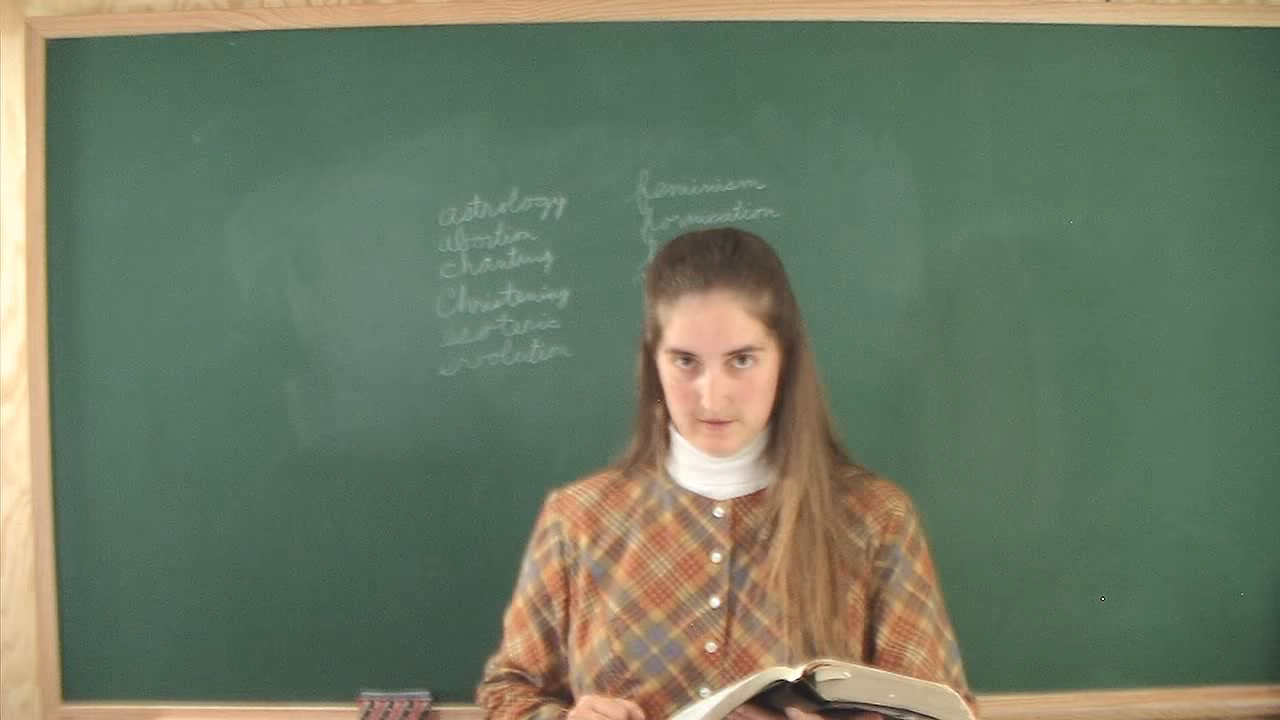 astrology
abortion
chanting
Christening
esoteric
evolution
feminism
fornication